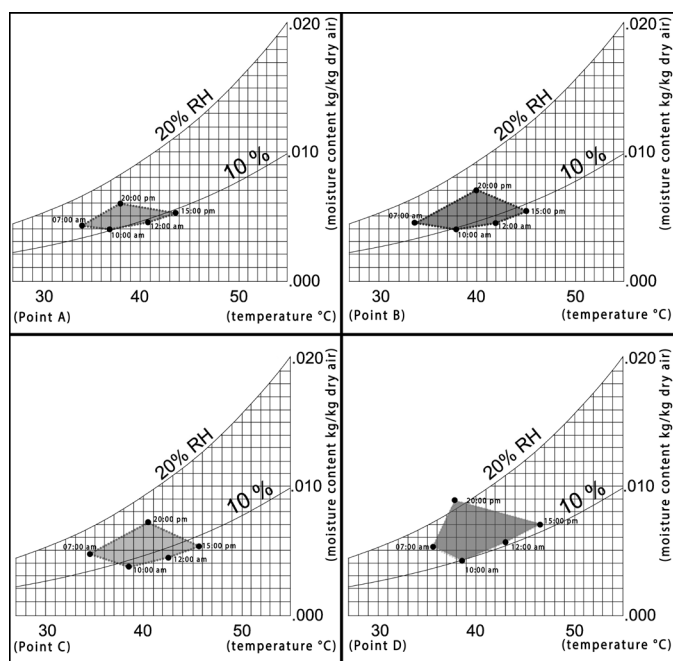 20% RH
10 %
.020
.010
.000
(moisture content kg/kg dry air)
20:00 pm
07:00 am
15:00 pm
12:00 am
10:00 am
30 40 50
(Point A) (temperature °C)
20% RH
10 %
.020
.010
.000
(moisture content kg/kg dry air)
20:00 pm
07:00 am
15:00 pm
12:00 am
10:00 am
30 40 50
(Point B) (temperature °C)
20% RH
10 %
.020
.010
.000
(moisture content kg/kg dry air)
20:00 pm
07:00 am
15:00 pm
12:00 am
10:00 am
30 40 50
(Point C) (temperature °C)
20% RH
10 %
.020
.010
.000
(moisture content kg/kg dry air)
20:00 pm
07:00 am
15:00 pm
12:00 am
10:00 am
30 40 50
(Point D) (temperature °C)